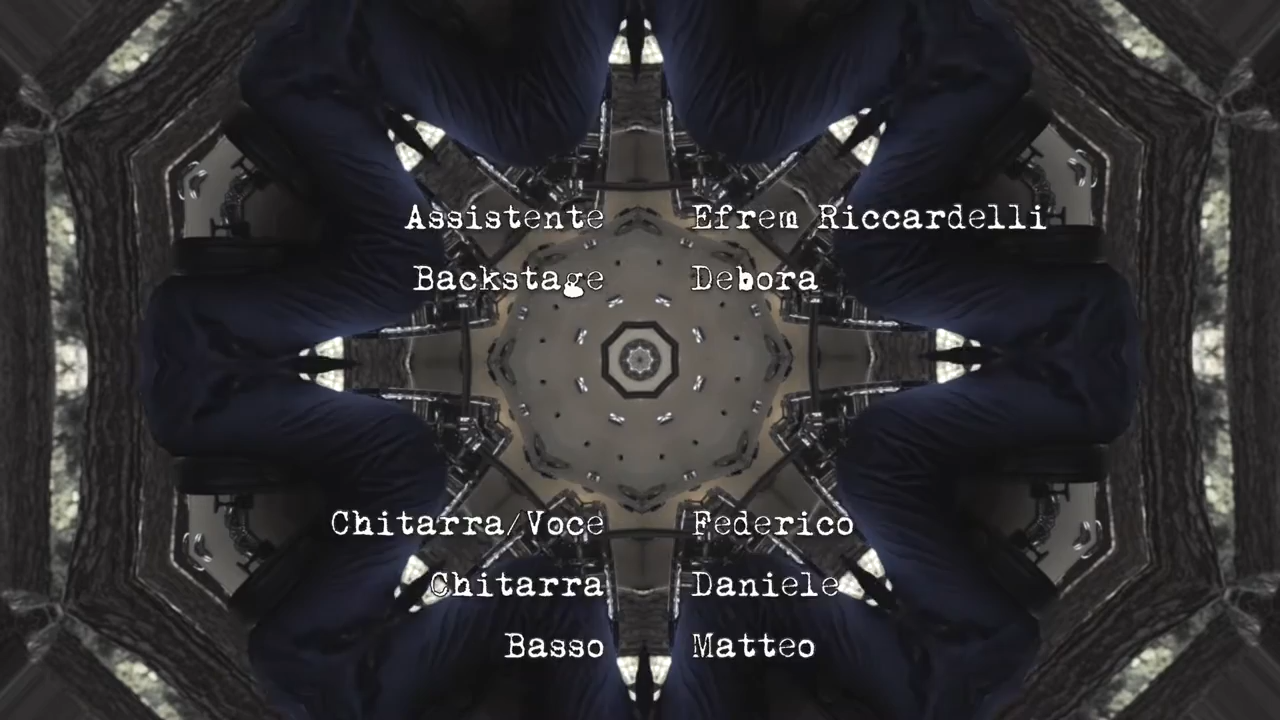 Assistente Efrem Riccardelli
Backstage Debora
Chitarra/Voce Federico
Chitarra Daniele
Basso Matteo